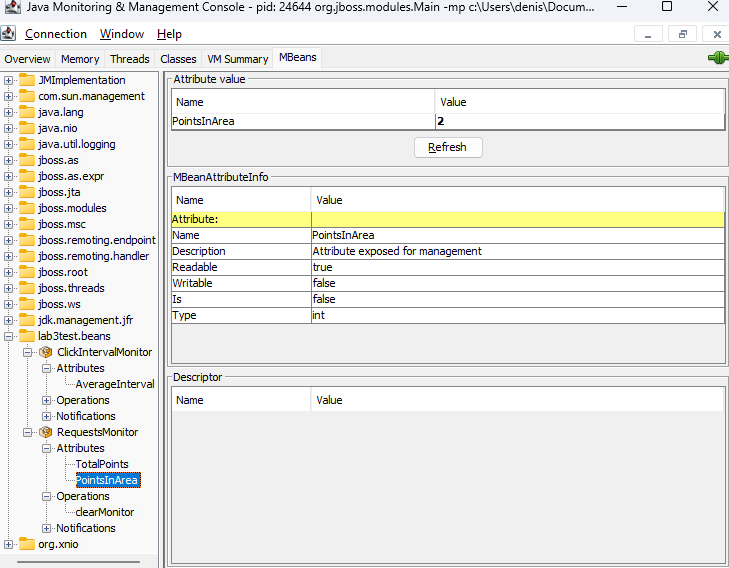 Java Monitoring & Management Console - pid: 24644 org.jboss.modules.Main -mp c:\Users\denis\Docum...
Connection Window Help
Overview Memory Threads Classes VM Summary MBeans
JMImplementation
com.sun.management
java.lang
java.nio
java.util.logging
jboss.as
jboss.as.expr
jboss.jta
jboss.modules
jboss.msc
jboss.remoting.endpoint
jboss.remoting.handler
jboss.root
jboss.threads
jboss.ws
jdk.management.jfr
lab3test.beans
ClickIntervalMonitor
Attributes
AverageInterval
Operations
Notifications
RequestsMonitor
Attributes
TotalPoints
PointsInArea
Operations
clearMonitor
Notifications
org.xnio
Attribute value
Name Value
PointsInArea 2
Refresh
MBeanAttributeInfo
Name Value
Attribute:
Name PointsInArea
Description Attribute exposed for management
Readable true
Writable false
Is false
Type int
Descriptor
Name Value